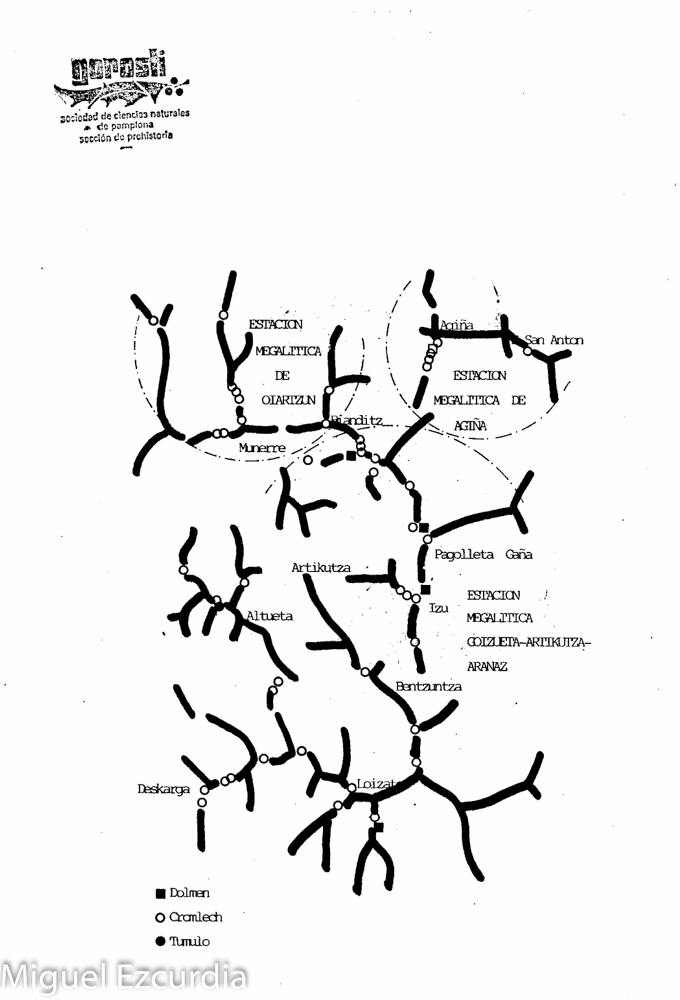 gorosti
sociedad de ciencias naturales
de pamplona
sección de prehistoria
ESTACION
MEGALITICA
DE
OIARTZUN
Agiña
San Anton
ESTACION
MEGALITICA DE
AGIÑA
Bianditz
Munerre
Pagolleta Gaña
Artikutza
Izu
ESTACION
MEGALITICA
GOIZUETA-ARTIKUTZA-
ARANAZ
Altueta
Bentzuntza
Deskarga
Loizate
Dolmen
Cromlech
Tumulo
Miguel Ezcurdia